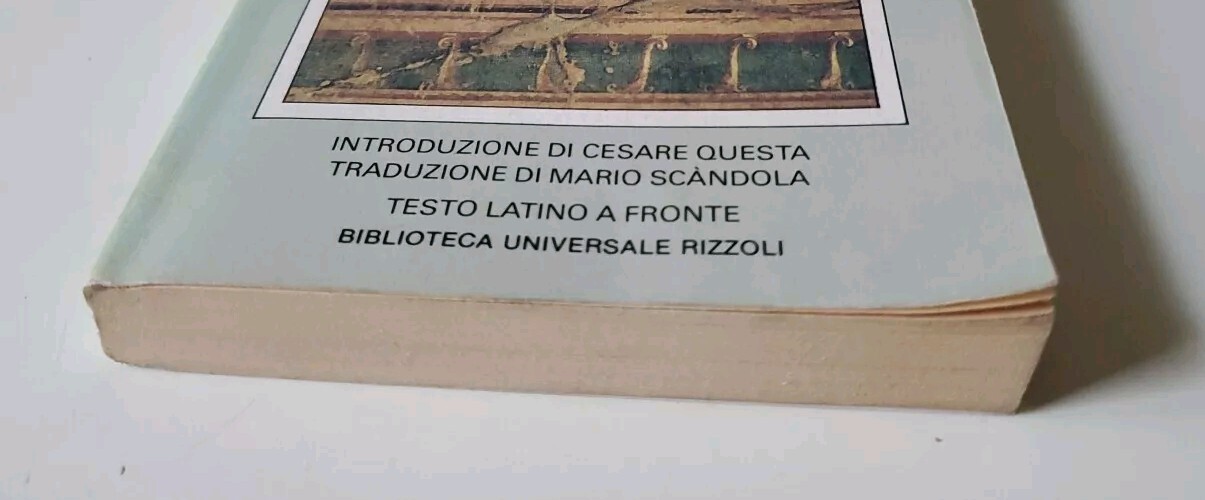 INTRODUZIONE DI CESARE QUESTA
TRADUZIONE DI MARIO SCÀNDOLA
TESTO LATINO A FRONTE
BIBLIOTECA UNIVERSALE RIZZOLI